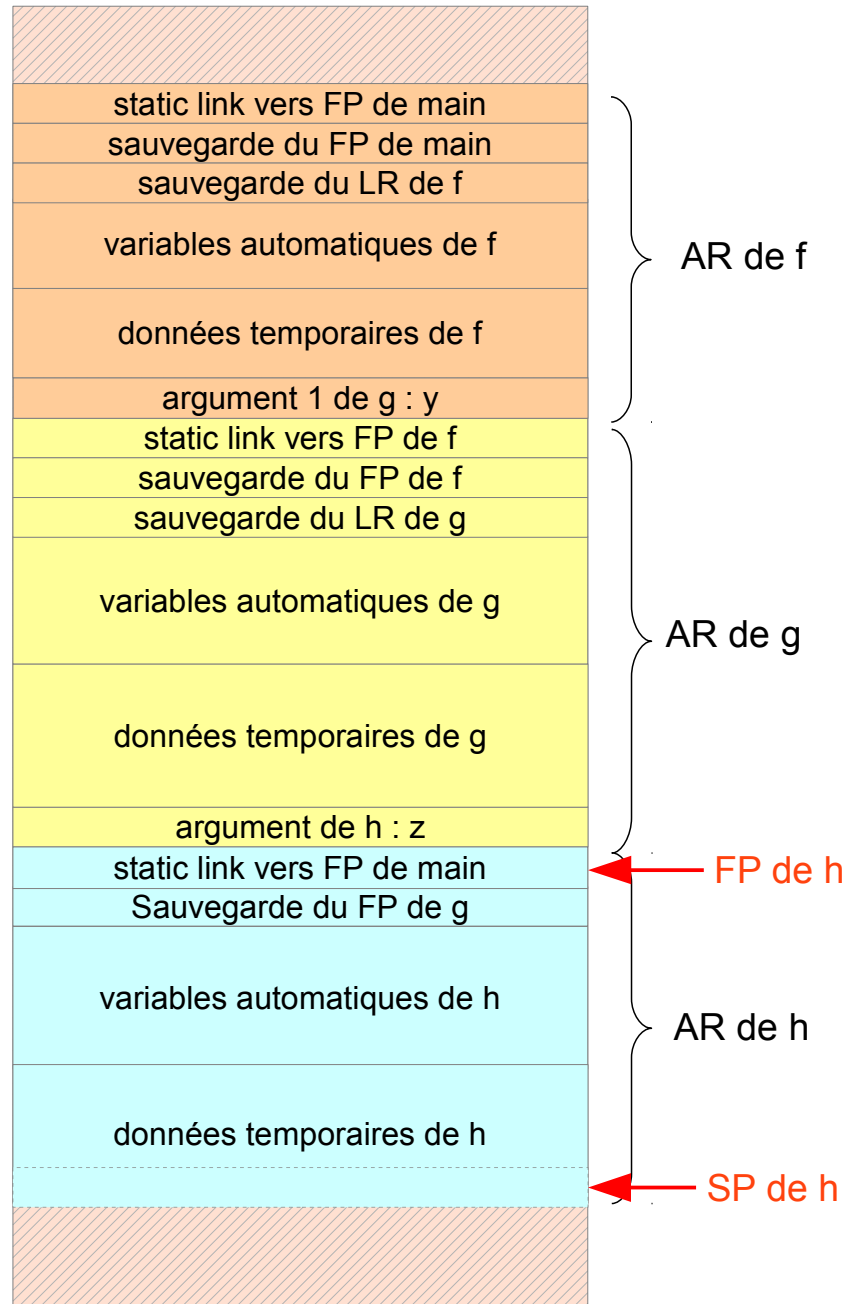 static link vers FP de main
sauvegarde du FP de main
sauvegarde du LR de f
variables automatiques de f
AR de f
données temporaires de f
argument 1 de g : y
static link vers FP de f
sauvegarde du FP de f
sauvegarde du LR de g
variables automatiques de g
AR de g
données temporaires de g
argument de h : z
static link vers FP de main
FP de h
Sauvegarde du FP de g
variables automatiques de h
AR de h
données temporaires de h
SP de h